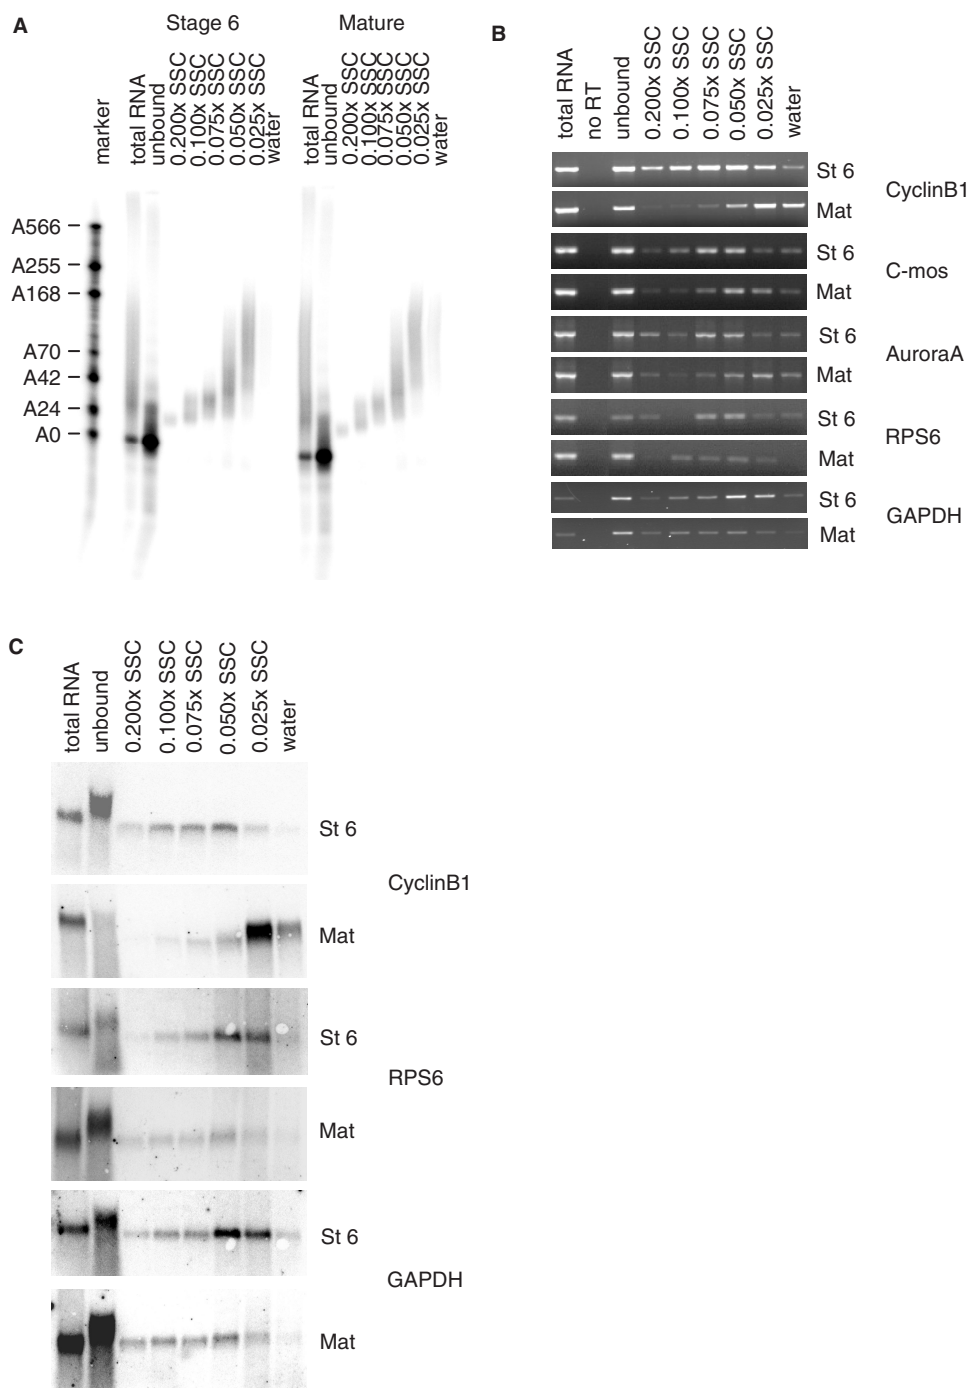 A
Stage 6
Mature
marker
total RNA
unbound
0.200x SSC
0.100x SSC
0.075x SSC
0.050x SSC
0.025x SSC
water
total RNA
unbound
0.200x SSC
0.100x SSC
0.075x SSC
0.050x SSC
0.025x SSC
water
A566
A255
A168
A70
A42
A24
A0
B
total RNA
no RT
unbound
0.200x SSC
0.100x SSC
0.075x SSC
0.050x SSC
0.025x SSC
water
St 6
CyclinB1
Mat
St 6
C-mos
Mat
St 6
AuroraA
Mat
St 6
RPS6
Mat
St 6
GAPDH
Mat
C
total RNA
unbound
0.200x SSC
0.100x SSC
0.075x SSC
0.050x SSC
0.025x SSC
water
St 6
CyclinB1
Mat
St 6
RPS6
Mat
St 6
GAPDH
Mat